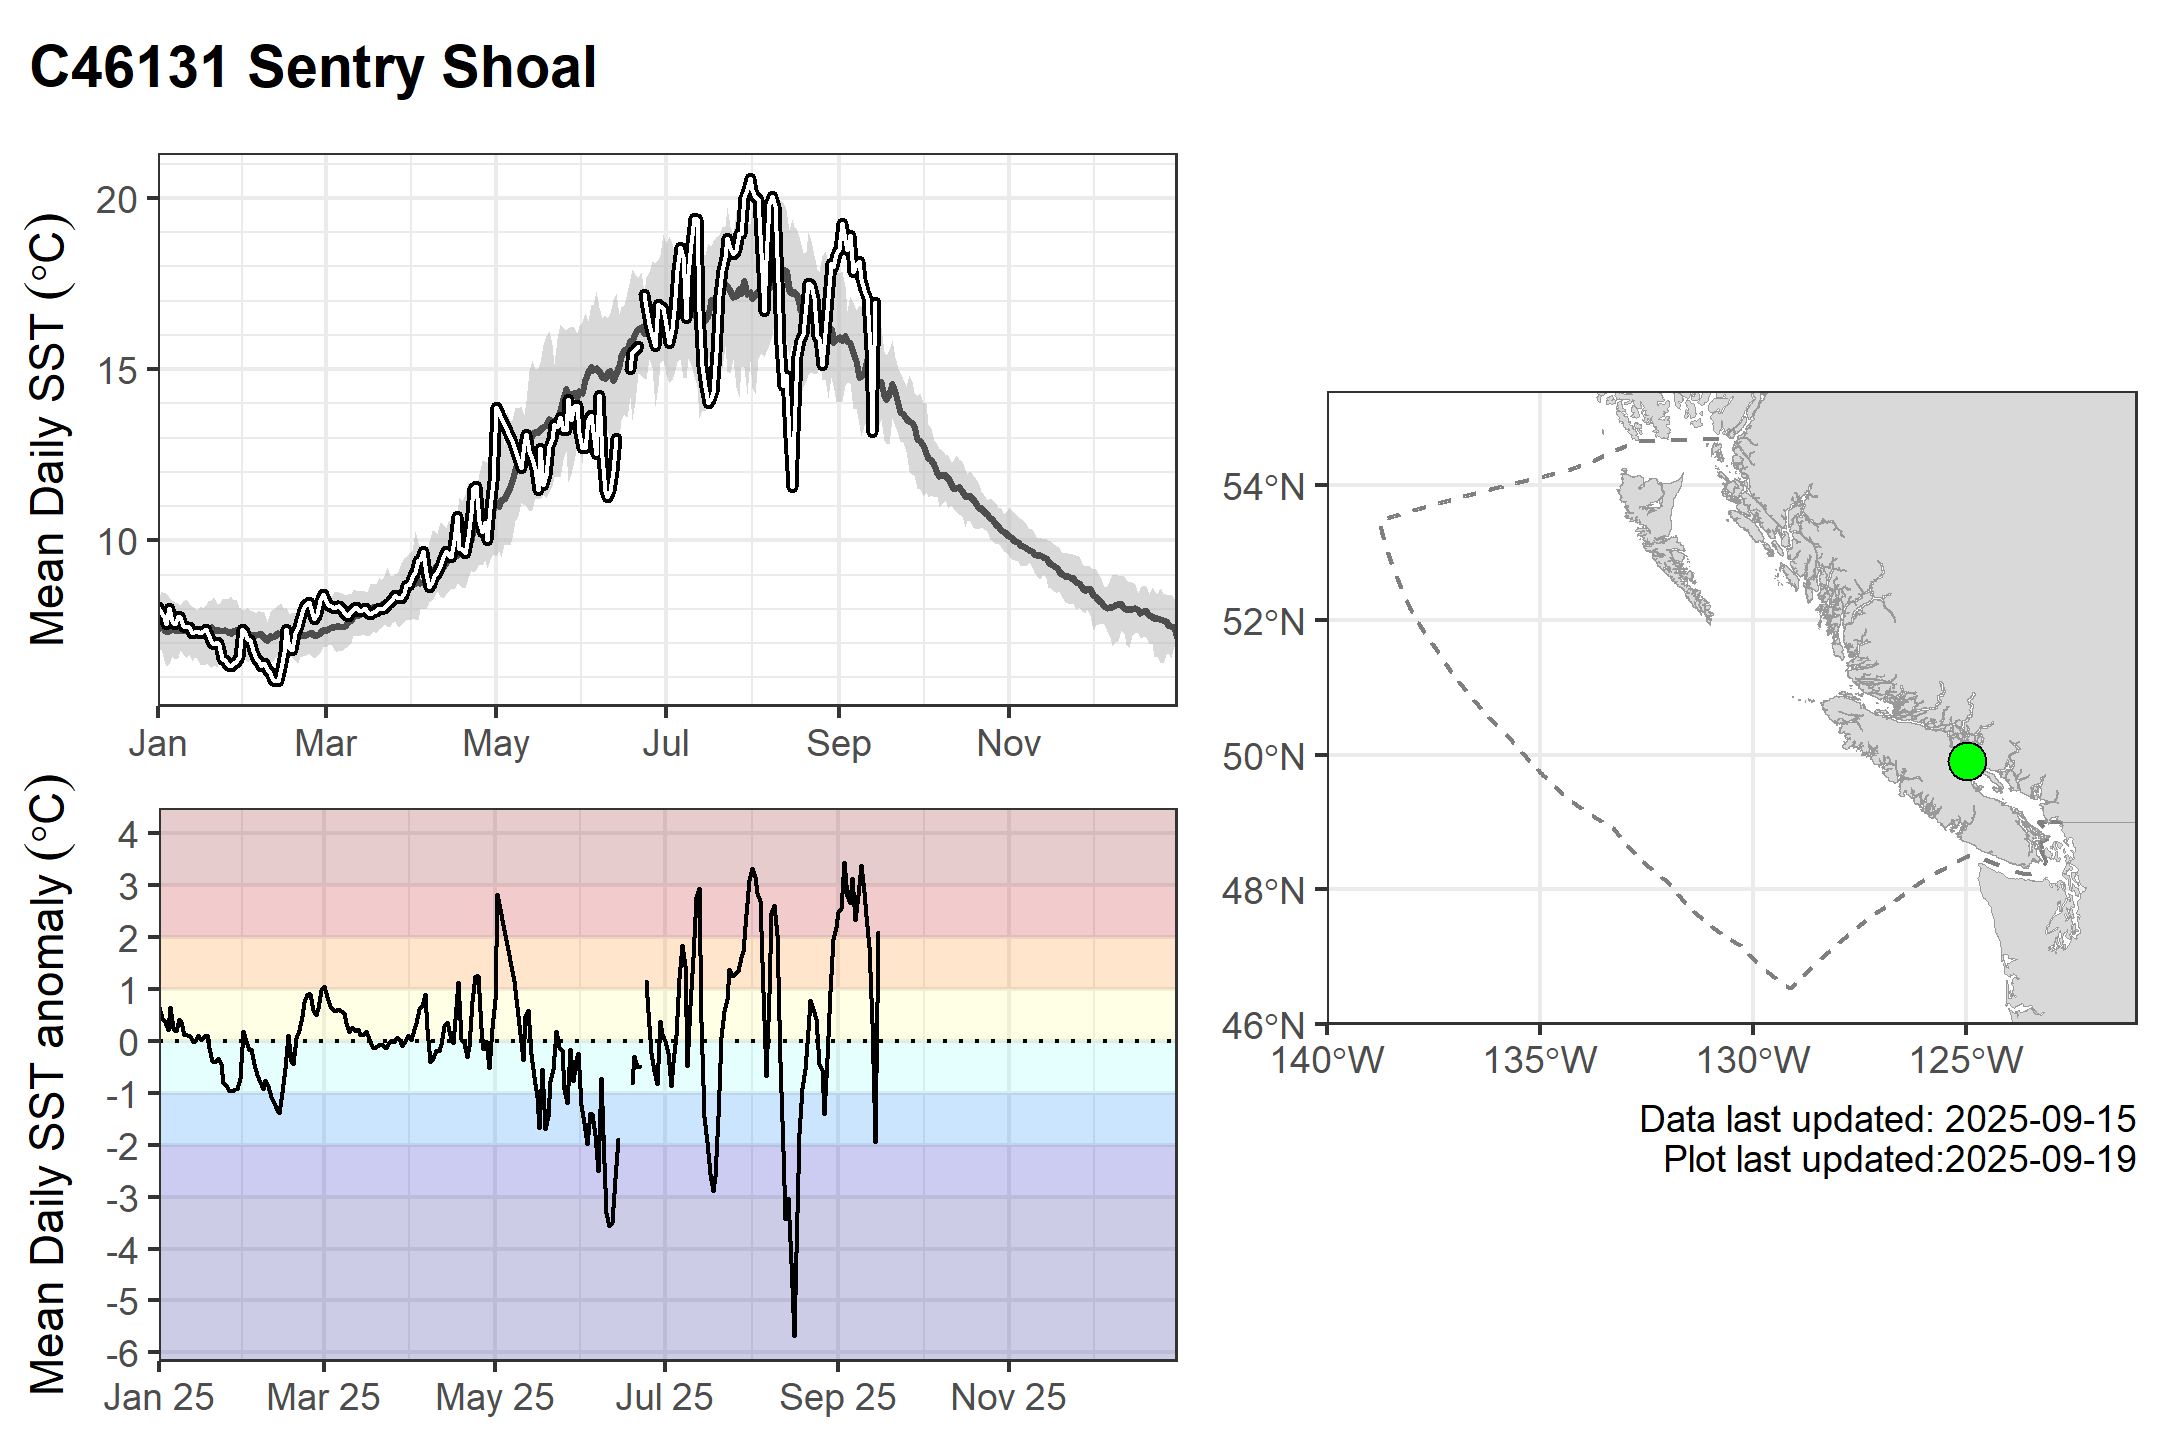 C46131 Sentry Shoal
Mean Daily SST (°C)
20
15
10
Jan Mar May Jul Sep Nov
Mean Daily SST anomaly (°C)
4
3
2
1
0
-1
-2
-3
-4
-5
-6
Jan 25 Mar 25 May 25 Jul 25 Sep 25 Nov 25
54°N
52°N
50°N
48°N
46°N
140°W 135°W 130°W 125°W
Data last updated: 2025-09-15
Plot last updated:2025-09-19